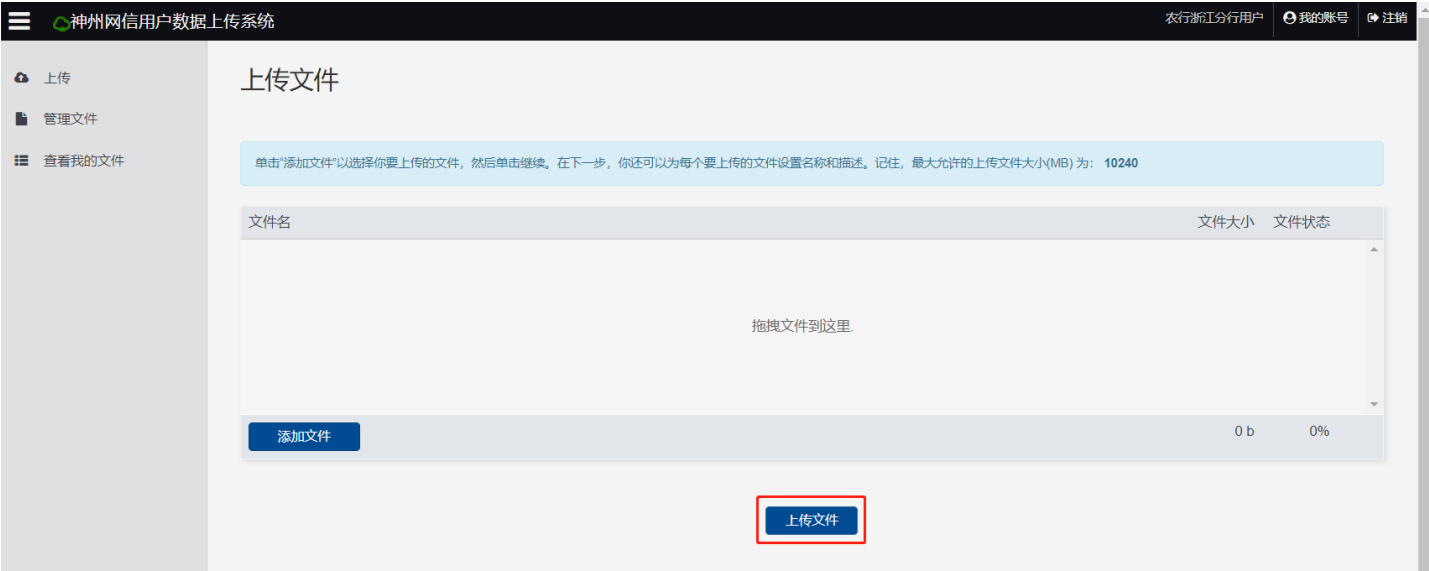 神州网信用户数据上传系统
农行浙江分行用户 我的账号 注销
上传
管理文件
查看我的文件
上传文件
单击“添加文件”以选择你要上传的文件，然后单击继续。在下一步，你还可以为每个要上传的文件设置名称和描述。记住，最大允许的上传文件大小(MB) 为： 10240
文件名 文件大小 文件状态
拖拽文件到这里.
添加文件 0 b 0%
上传文件